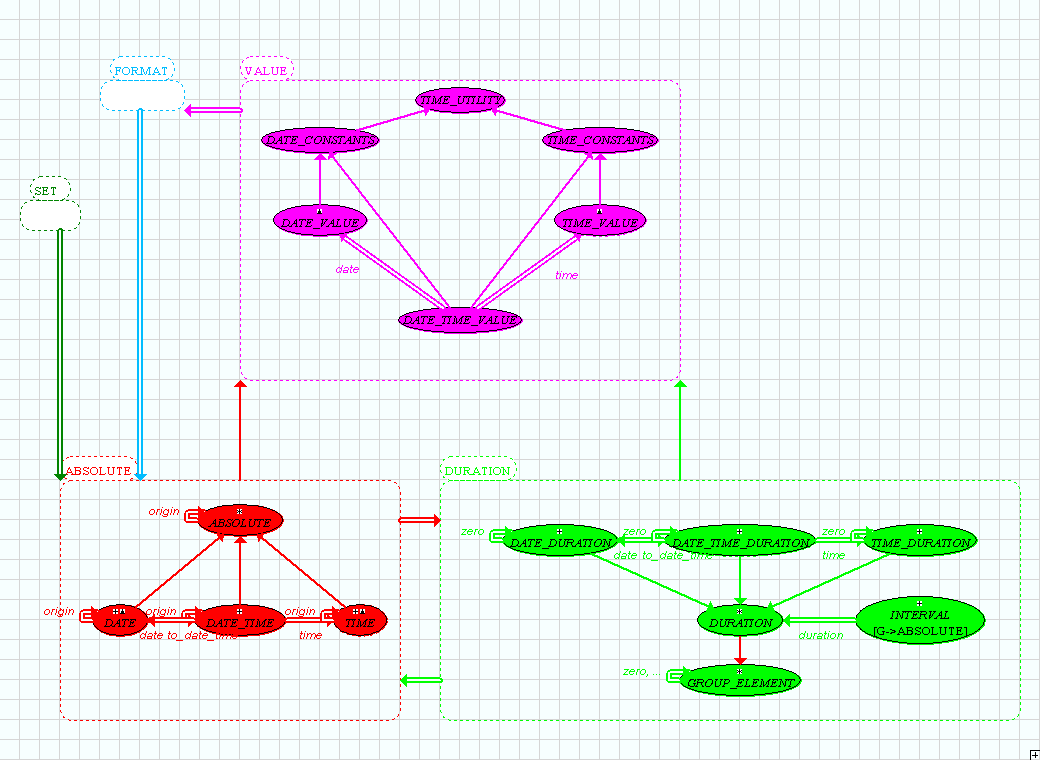 FORMAT
VALUE
TIME_UTILITY
DATE_CONSTANTS
TIME_CONSTANTS
SET
DATE_VALUE
TIME_VALUE
date
time
DATE_TIME_VALUE
ABSOLUTE
DURATION
origin
ABSOLUTE
zero
DATE_DURATION
zero
DATE_TIME_DURATION
zero
TIME_DURATION
date to_date_time
time
origin
DATE
origin
DATE_TIME
origin
TIME
date to_date_time
time
DURATION
INTERVAL
[G->ABSOLUTE]
duration
zero, ...
GROUP_ELEMENT